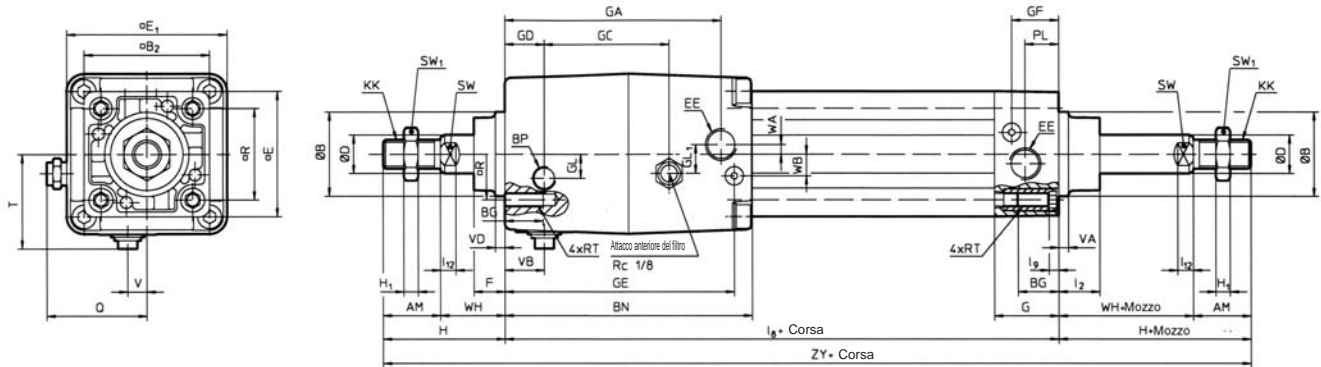 ¤E₁
¤B₂
SW₁
KK
SW
ØB
ØD
¤R
¤E
T
V
Q
GA
GD
GC
BP
GL
EE
WA
GL₁
WB
¤R
BG
VD
VB
4xRT
Attacco anteriore del filtro
Rc 1/8
l₁₂
H₁
F
GE
AM
WH
BN
H
l₈+ Corsa
ZY+ Corsa
GF
PL
EE
SW₁
SW
KK
ØD
ØB
4xRT
VA
l₉
BG
l₂
l₁₂
H₁
G
WH+Mozzo
AM
H+Mozzo